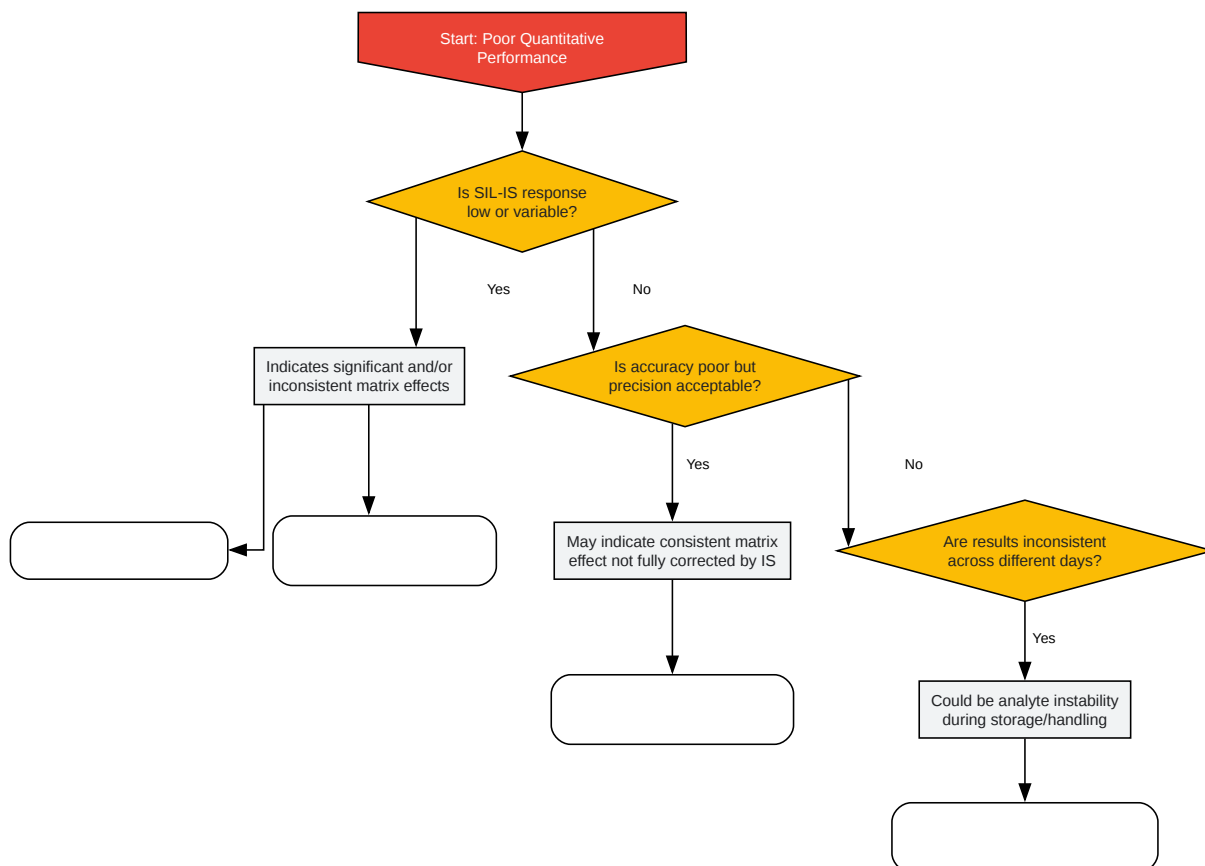 Start: Poor Quantitative
Performance
Is SIL-IS response
low or variable?
Yes
No
Indicates significant and/or
inconsistent matrix effects
Is accuracy poor but
precision acceptable?
Yes
No
May indicate consistent matrix
effect not fully corrected by IS
Are results inconsistent
across different days?
Yes
Could be analyte instability
during storage/handling